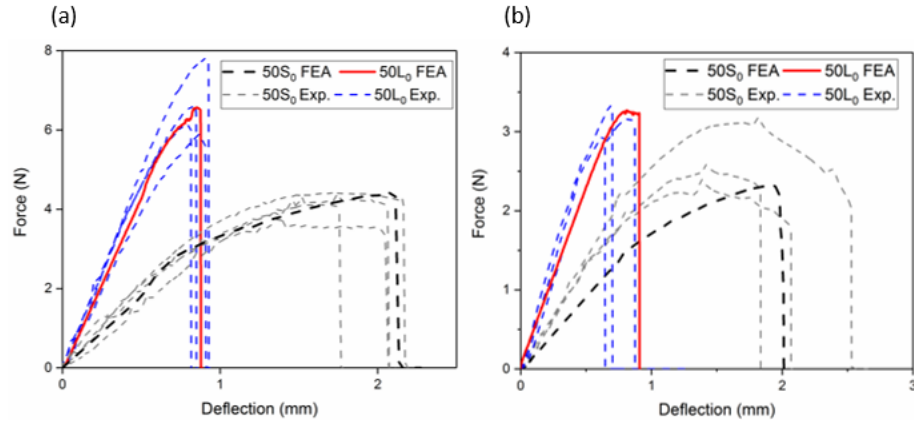 (a)
(b)
8
6
4
2
0
0
1
2
Force (N)
Deflection (mm)
50S₀ FEA 50L₀ FEA
50S₀ Exp. 50L₀ Exp.
4
3
2
1
0
0
1
2
3
Force (N)
Deflection (mm)
50S₀ FEA 50L₀ FEA
50S₀ Exp. 50L₀ Exp.